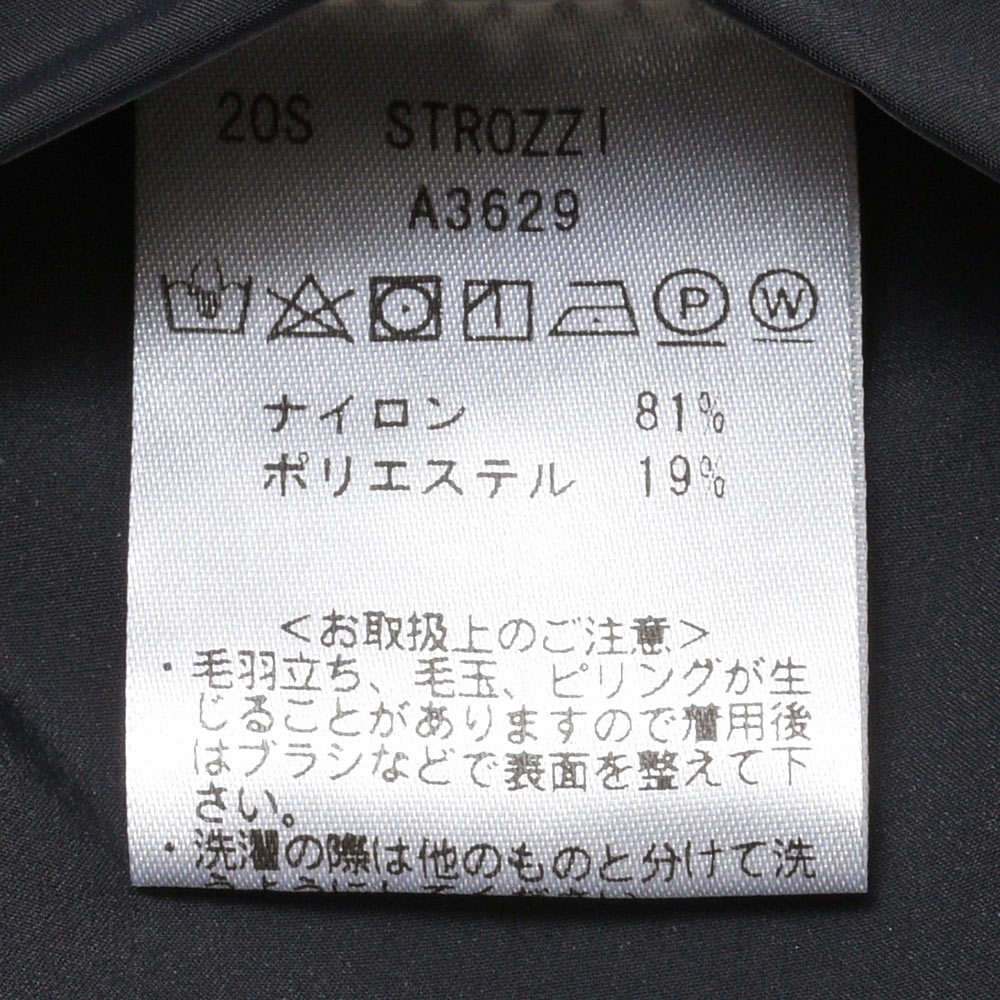 20S STROZZI
A3629
P W
ナイロン 81%
ポリエステル 19%
<お取扱上のご注意>
・毛羽立ち、毛玉、ピリングが生
じることがありますので着用後
はブラシなどで表面を整えて下
さい。
・洗濯の際は他のものと分けて洗